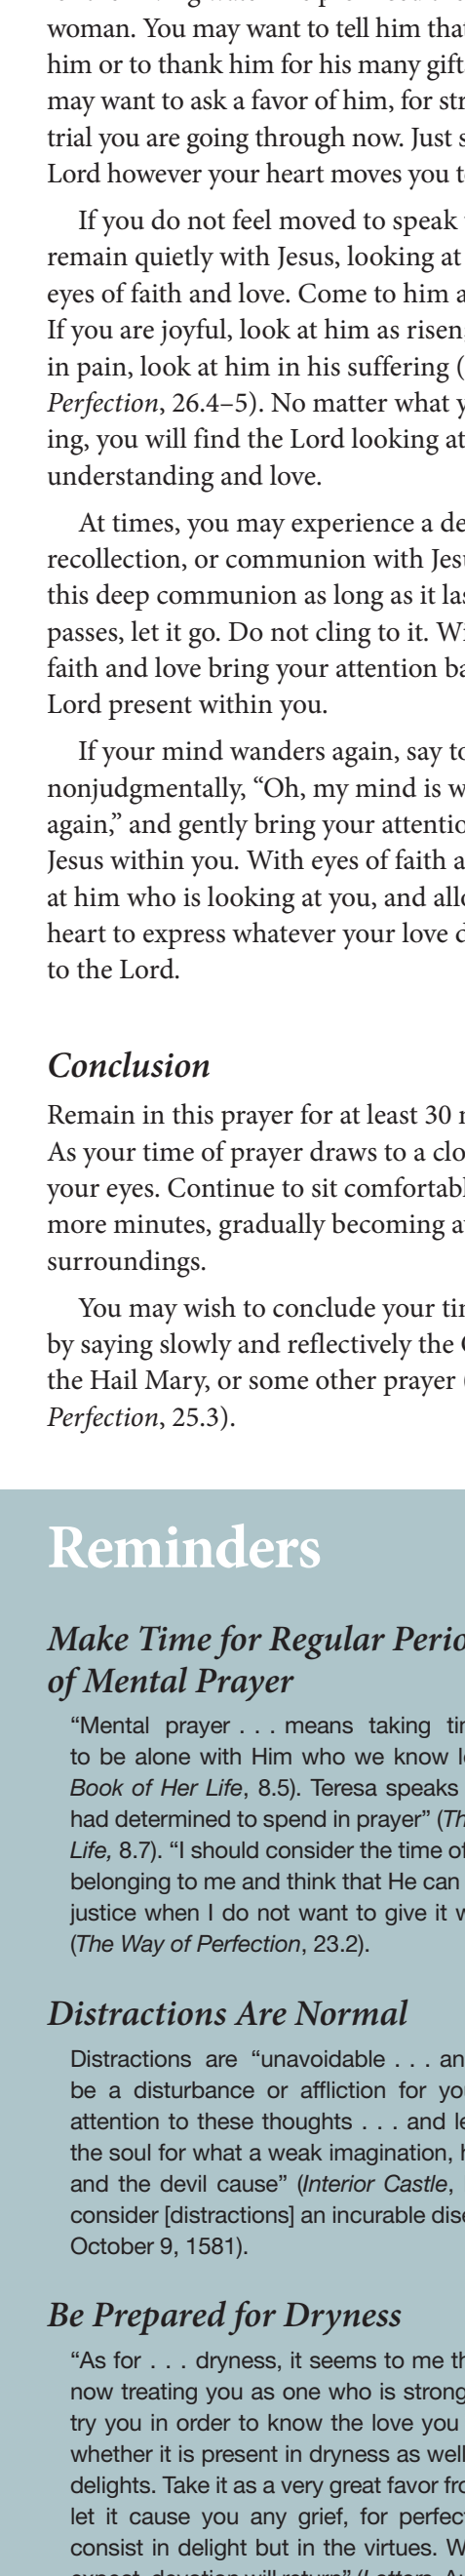 woman. You may want to tell him that
him or to thank him for his many gift
may want to ask a favor of him, for str
trial you are going through now. Just s
Lord however your heart moves you t
If you do not feel moved to speak
remain quietly with Jesus, looking at
eyes of faith and love. Come to him a
If you are joyful, look at him as risen,
in pain, look at him in his suffering (
Perfection, 26.4–5). No matter what y
ing, you will find the Lord looking at
understanding and love.
At times, you may experience a de
recollection, or communion with Jes
this deep communion as long as it las
passes, let it go. Do not cling to it. Wi
faith and love bring your attention ba
Lord present within you.
If your mind wanders again, say to
nonjudgmentally, “Oh, my mind is w
again,” and gently bring your attentio
Jesus within you. With eyes of faith a
at him who is looking at you, and allo
heart to express whatever your love d
to the Lord.
Conclusion
Remain in this prayer for at least 30
As your time of prayer draws to a clo
your eyes. Continue to sit comfortabl
more minutes, gradually becoming a
surroundings.
You may wish to conclude your tim
by saying slowly and reflectively the
the Hail Mary, or some other prayer (
Perfection, 25.3).
Reminders
Make Time for Regular Perio
of Mental Prayer
“Mental prayer . . . means taking tim
to be alone with Him who we know l
Book of Her Life, 8.5). Teresa speaks
had determined to spend in prayer” (Th
Life, 8.7). “I should consider the time of
belonging to me and think that He can
justice when I do not want to give it w
(The Way of Perfection, 23.2).
Distractions Are Normal
Distractions are “unavoidable . . . an
be a disturbance or affliction for you
attention to these thoughts . . . and le
the soul for what a weak imagination, h
and the devil cause” (Interior Castle,
consider [distractions] an incurable dise
October 9, 1581).
Be Prepared for Dryness
“As for . . . dryness, it seems to me th
now treating you as one who is strong
try you in order to know the love you
whether it is present in dryness as well
delights. Take it as a very great favor fro
let it cause you any grief, for perfect
consist in delight but in the virtues. W